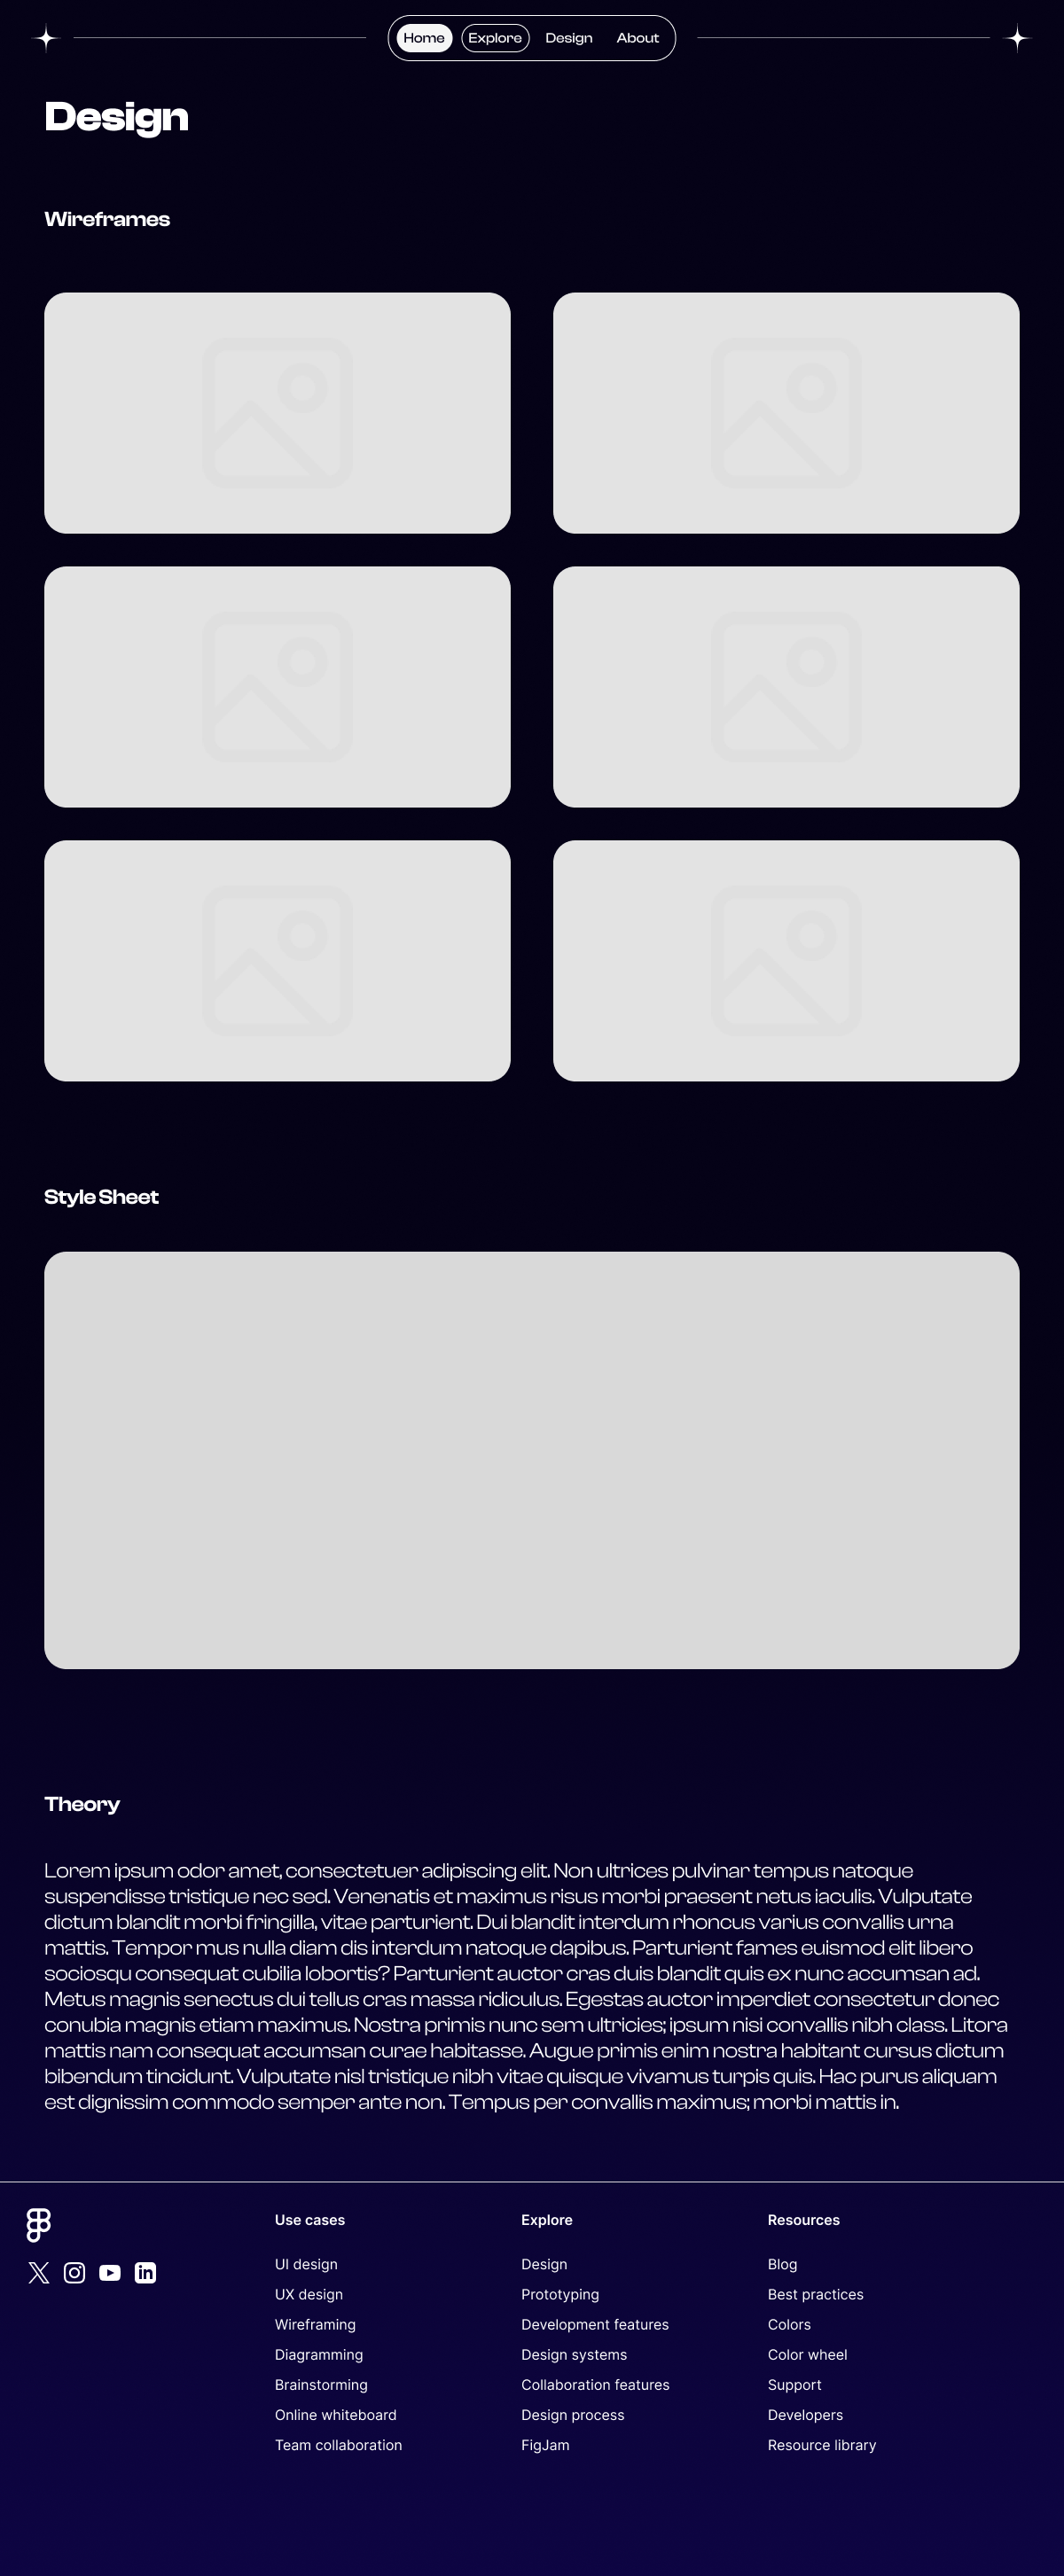 Home Explore Design About
Design
Wireframes
Style Sheet
Theory
Lorem ipsum odor amet, consectetuer adipiscing elit. Non ultrices pulvinar tempus natoque
suspendisse tristique nec sed. Venenatis et maximus risus morbi praesent netus iaculis. Vulputate
dictum blandit morbi fringilla, vitae parturient. Dui blandit interdum rhoncus varius convallis urna
mattis. Tempor mus nulla diam dis interdum natoque dapibus. Parturient fames euismod elit libero
sociosqu consequat cubilia lobortis? Parturient auctor cras duis blandit quis ex nunc accumsan ad.
Metus magnis senectus dui tellus cras massa ridiculus. Egestas auctor imperdiet consectetur donec
conubia magnis etiam maximus. Nostra primis nunc sem ultricies; ipsum nisi convallis nibh class. Litora
mattis nam consequat accumsan curae habitasse. Augue primis enim nostra habitant cursus dictum
bibendum tincidunt. Vulputate nisl tristique nibh vitae quisque vivamus turpis quis. Hac purus aliquam
est dignissim commodo semper ante non. Tempus per convallis maximus; morbi mattis in.
Use cases
UI design
UX design
Wireframing
Diagramming
Brainstorming
Online whiteboard
Team collaboration
Explore
Design
Prototyping
Development features
Design systems
Collaboration features
Design process
FigJam
Resources
Blog
Best practices
Colors
Color wheel
Support
Developers
Resource library